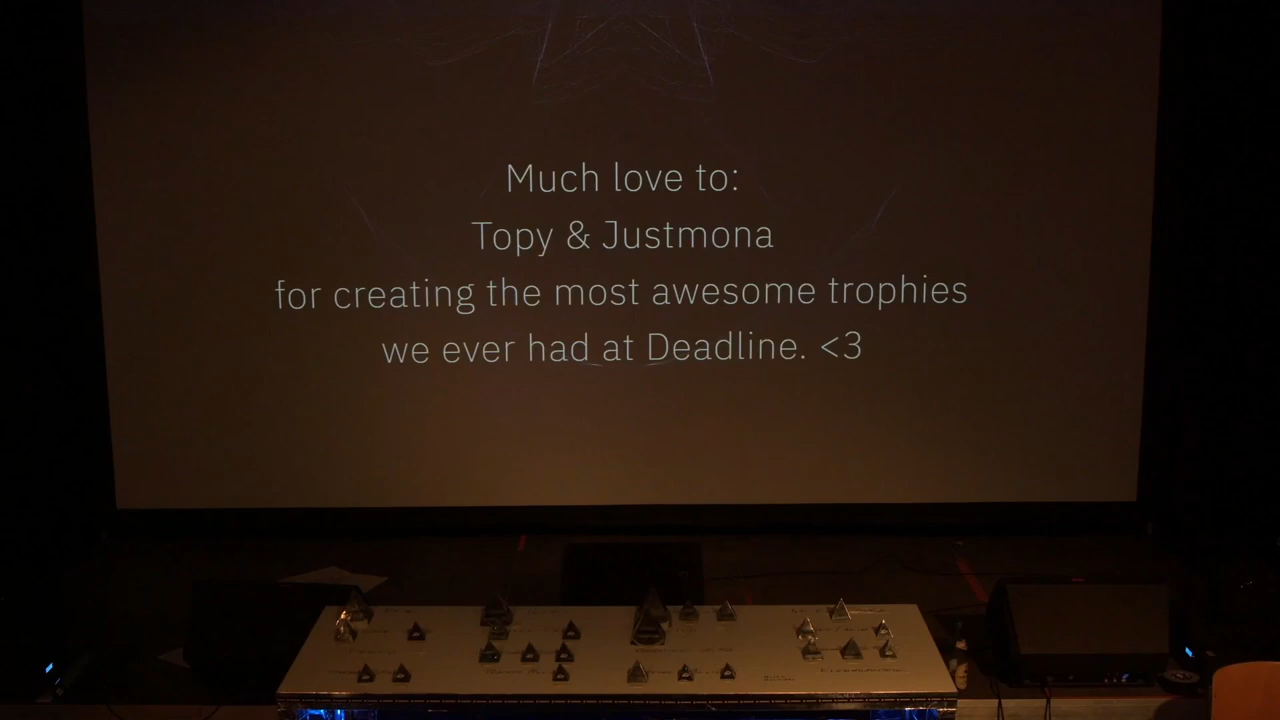 Much love to:
Topy & Justmona
for creating the most awesome trophies
we ever had at Deadline. <3